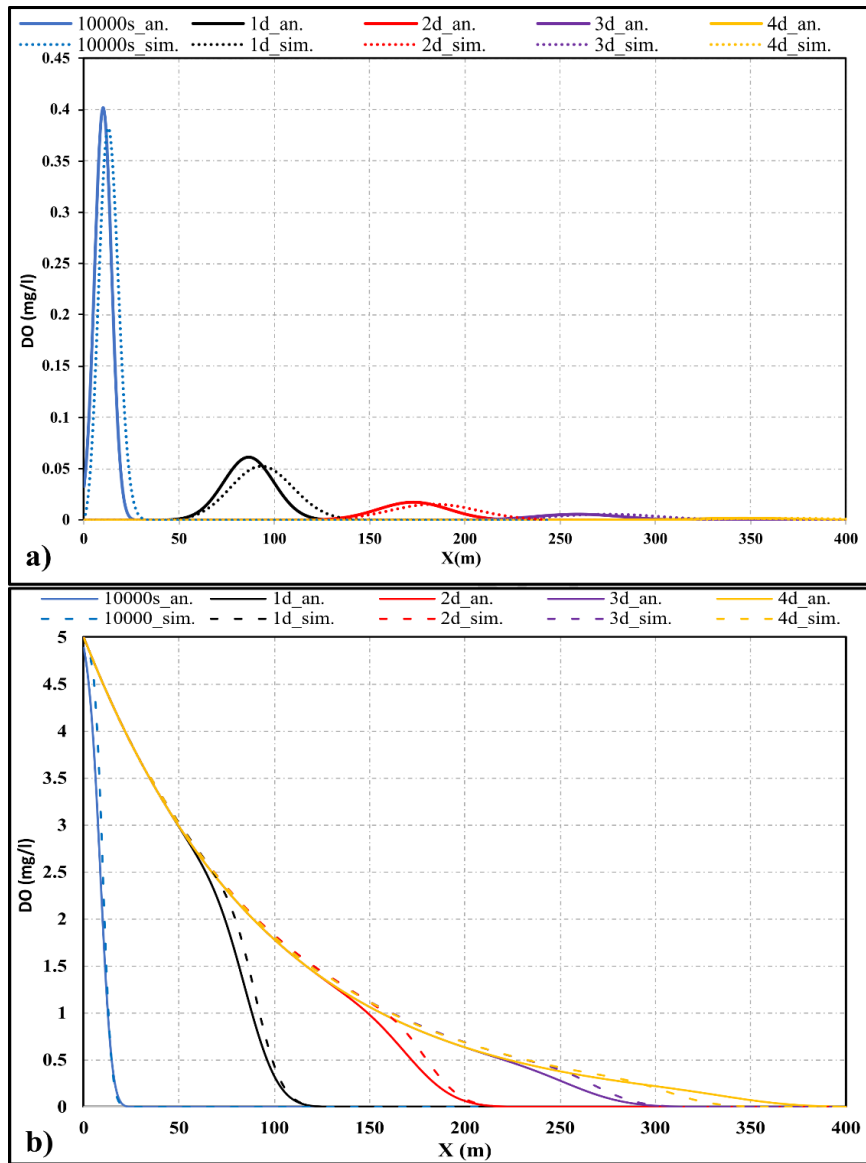 10000s_an. 1d_an. 2d_an. 3d_an. 4d_an.
10000s_sim. 1d_sim. 2d_sim. 3d_sim. 4d_sim.
0.45
0.4
0.35
0.3
0.25
0.2
0.15
0.1
0.05
0
DO (mg/l)
0 50 100 150 200 250 300 350 400
X(m)
a)
10000s_an. 1d_an. 2d_an. 3d_an. 4d_an.
10000_sim. 1d_sim. 2d_sim. 3d_sim. 4d_sim.
5
4.5
4
3.5
3
2.5
2
1.5
1
0.5
0
DO (mg/l)
0 50 100 150 200 250 300 350 400
X (m)
b)